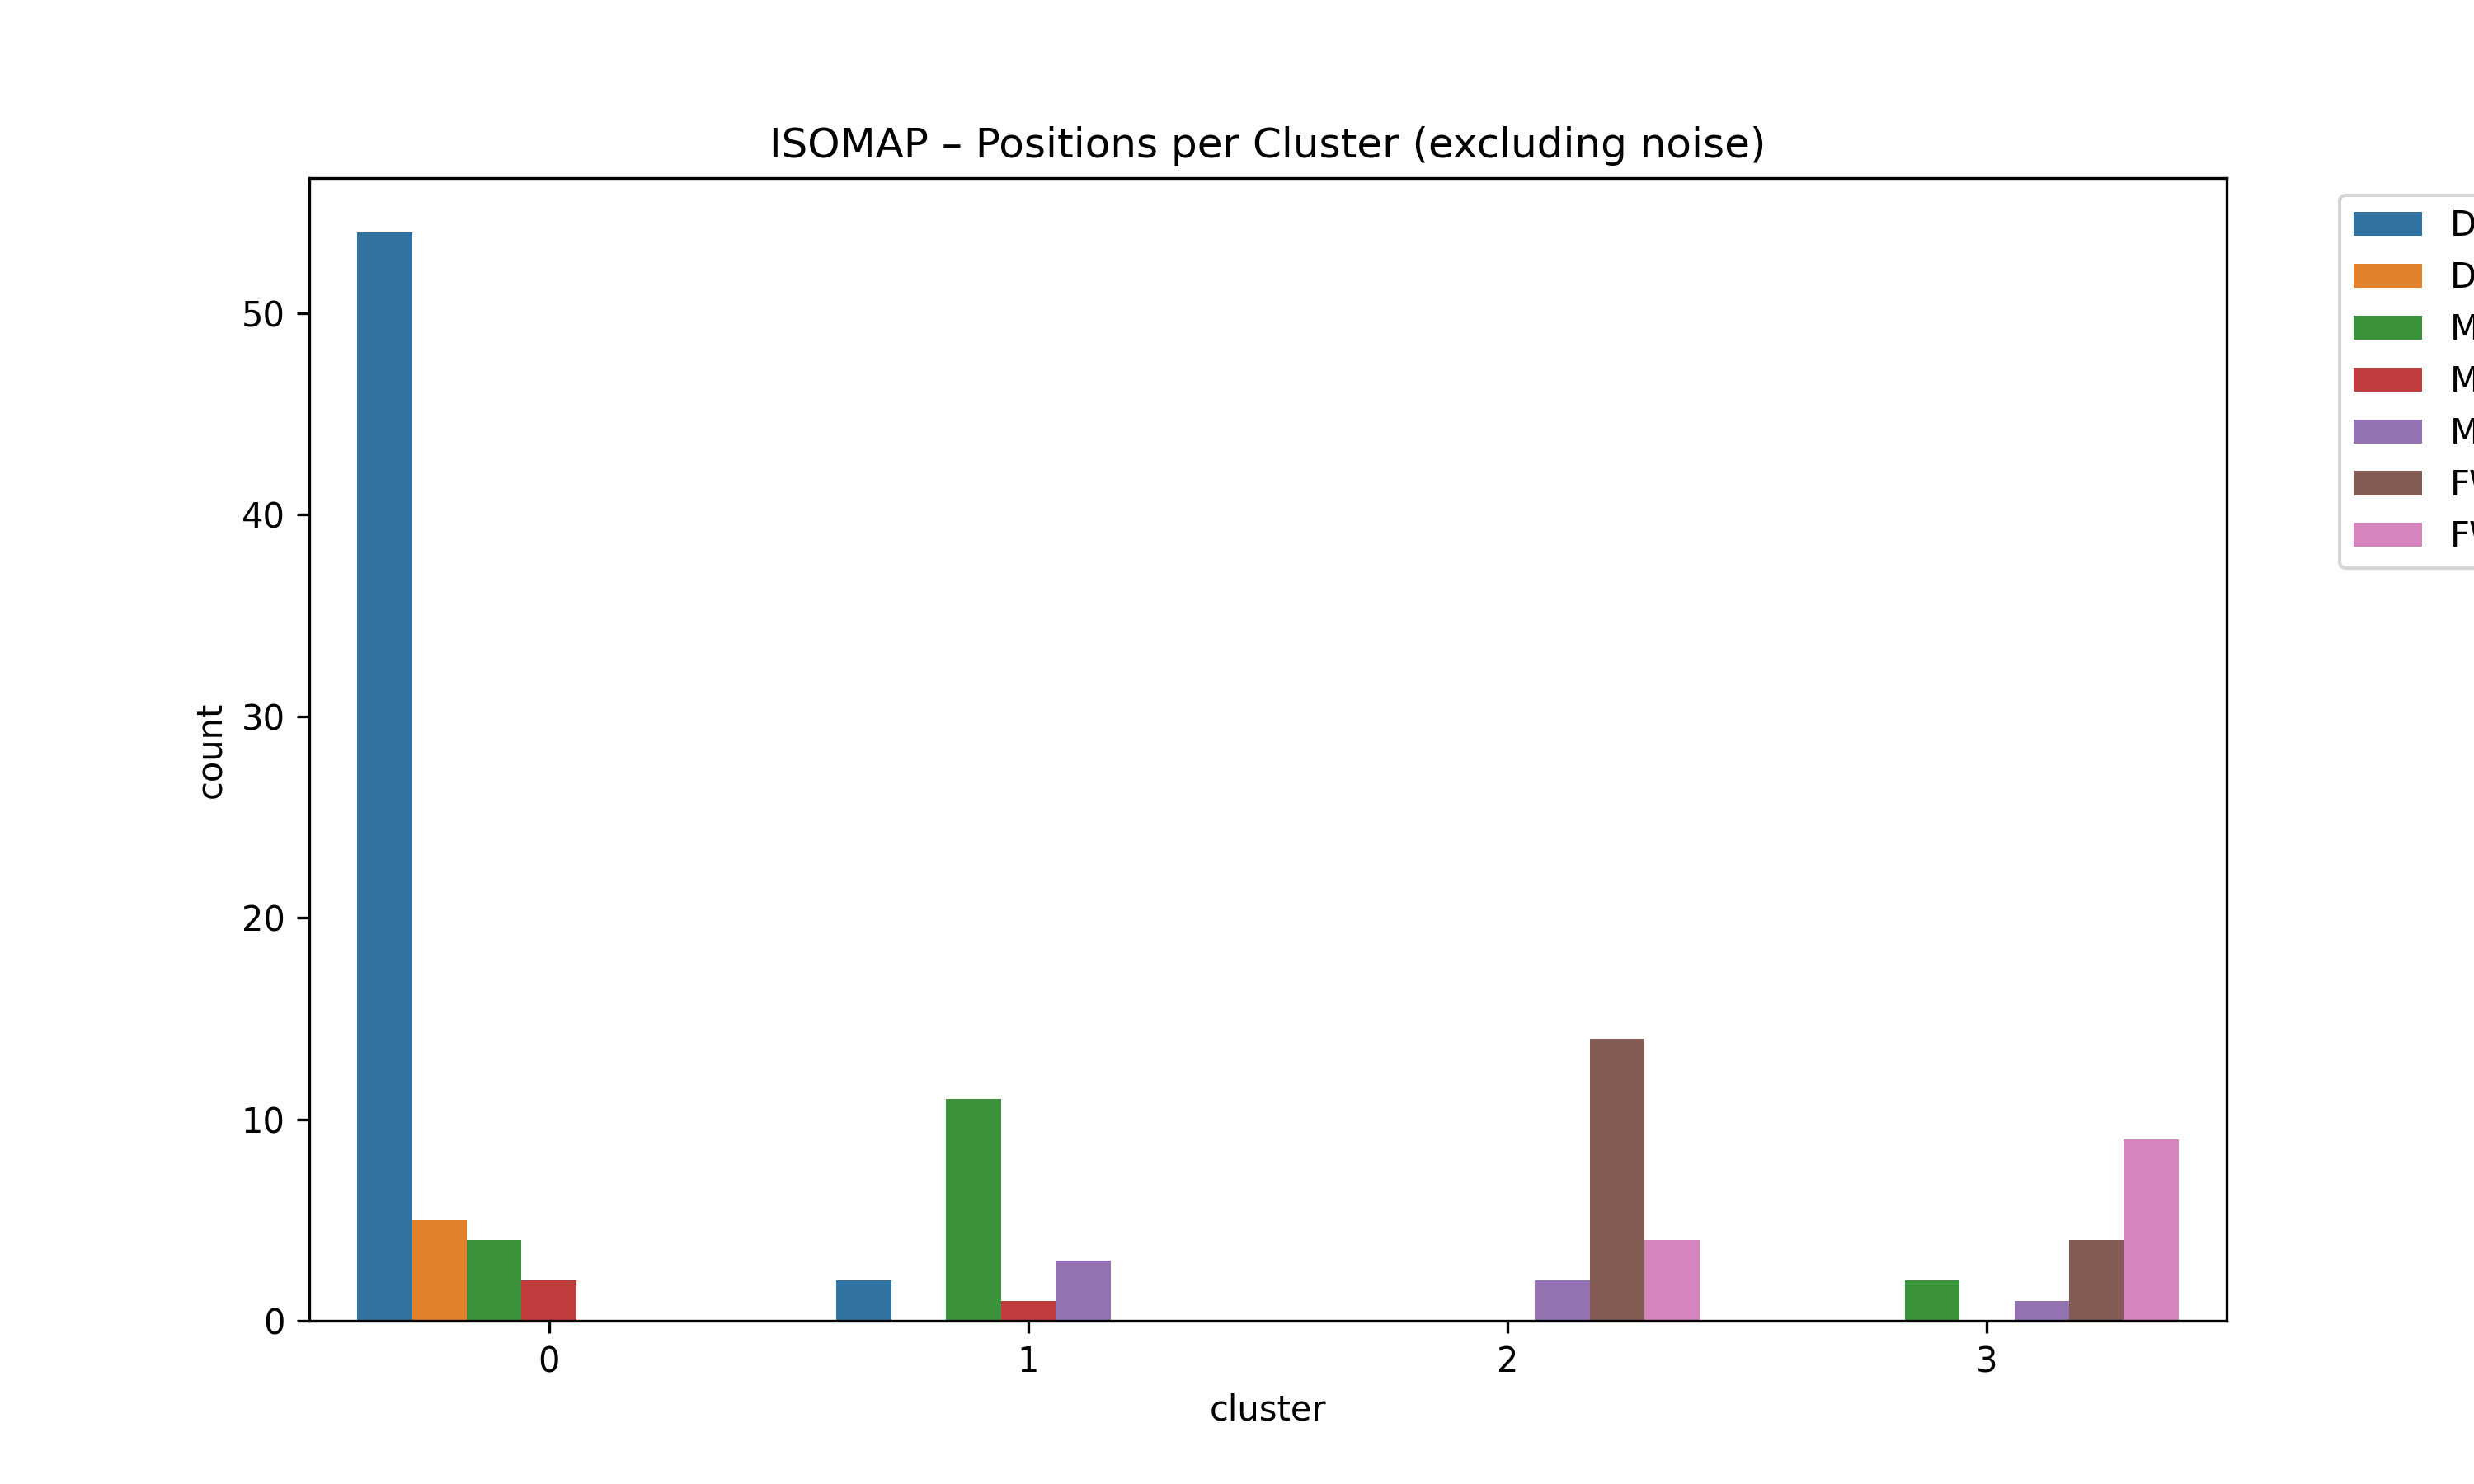 ISOMAP – Positions per Cluster (excluding noise)
count
50
40
30
20
10
0
0 1 2 3
cluster